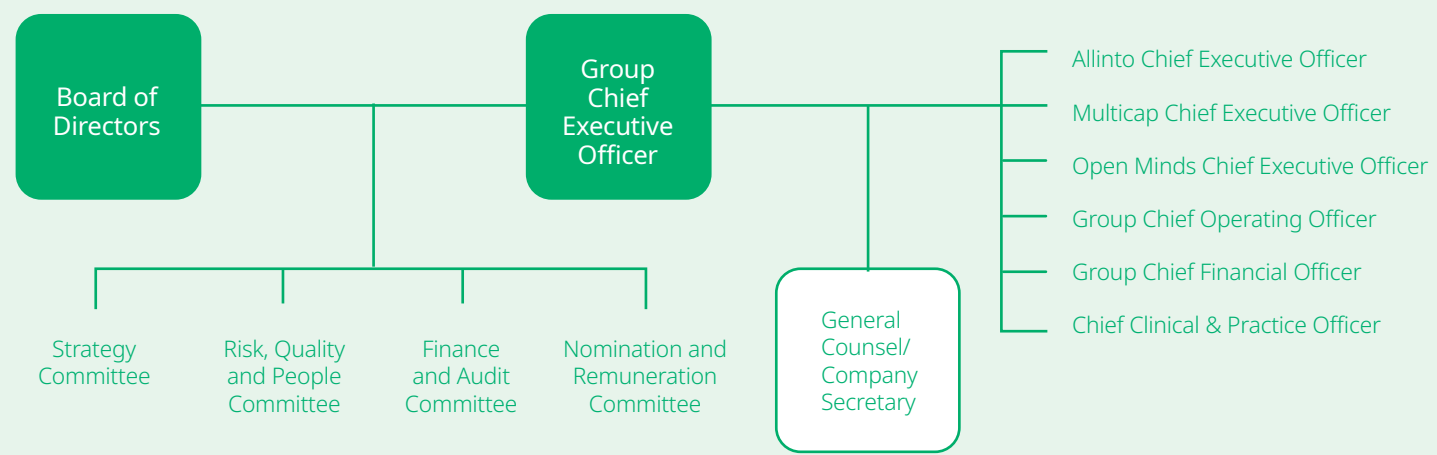 Board of
Directors
Group
Chief
Executive
Officer
Allinto Chief Executive Officer
Multicap Chief Executive Officer
Open Minds Chief Executive Officer
Group Chief Operating Officer
Group Chief Financial Officer
Chief Clinical & Practice Officer
Strategy
Committee
Risk, Quality
and People
Committee
Finance
and Audit
Committee
Nomination and
Remuneration
Committee
General
Counsel/
Company
Secretary